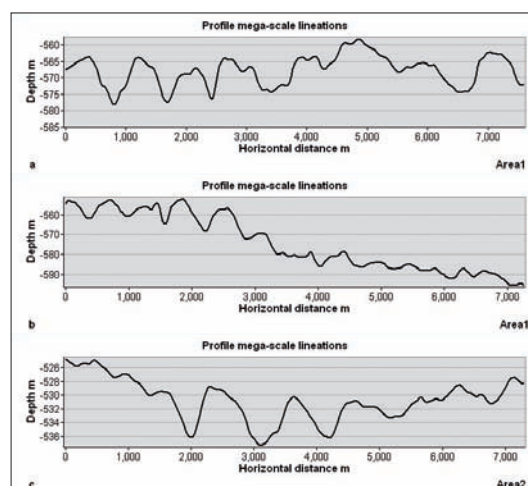 Profile mega-scale lineations
-560
-565
-570
-575
-580
-585
Depth m
0 1,000 2,000 3,000 4,000 5,000 6,000 7,000
Horizontal distance m
a Area1
Profile mega-scale lineations
-560
-570
-580
-590
Depth m
0 1,000 2,000 3,000 4,000 5,000 6,000 7,000
Horizontal distance m
b Area1
Profile mega-scale lineations
-526
-528
-530
-532
-534
-536
Depth m
0 1,000 2,000 3,000 4,000 5,000 6,000 7,000
Horizontal distance m
c Area2